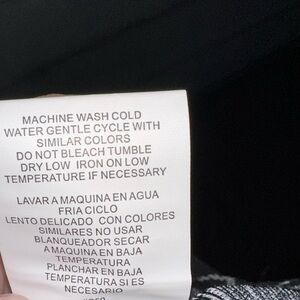 MACHINE WASH COLD
WATER GENTLE CYCLE WITH
SIMILAR COLORS
DO NOT BLEACH TUMBLE
DRY LOW IRON ON LOW
TEMPERATURE IF NECESSARY
LAVAR A MAQUINA EN AGUA
FRIA CICLO
LENTO DELICADO CON COLORES
SIMILARES NO USAR
BLANQUEADOR SECAR
A MAQUINA EN BAJA
TEMPERATURA
PLANCHAR EN BAJA
TEMPERATURA SI ES
NECESARIO